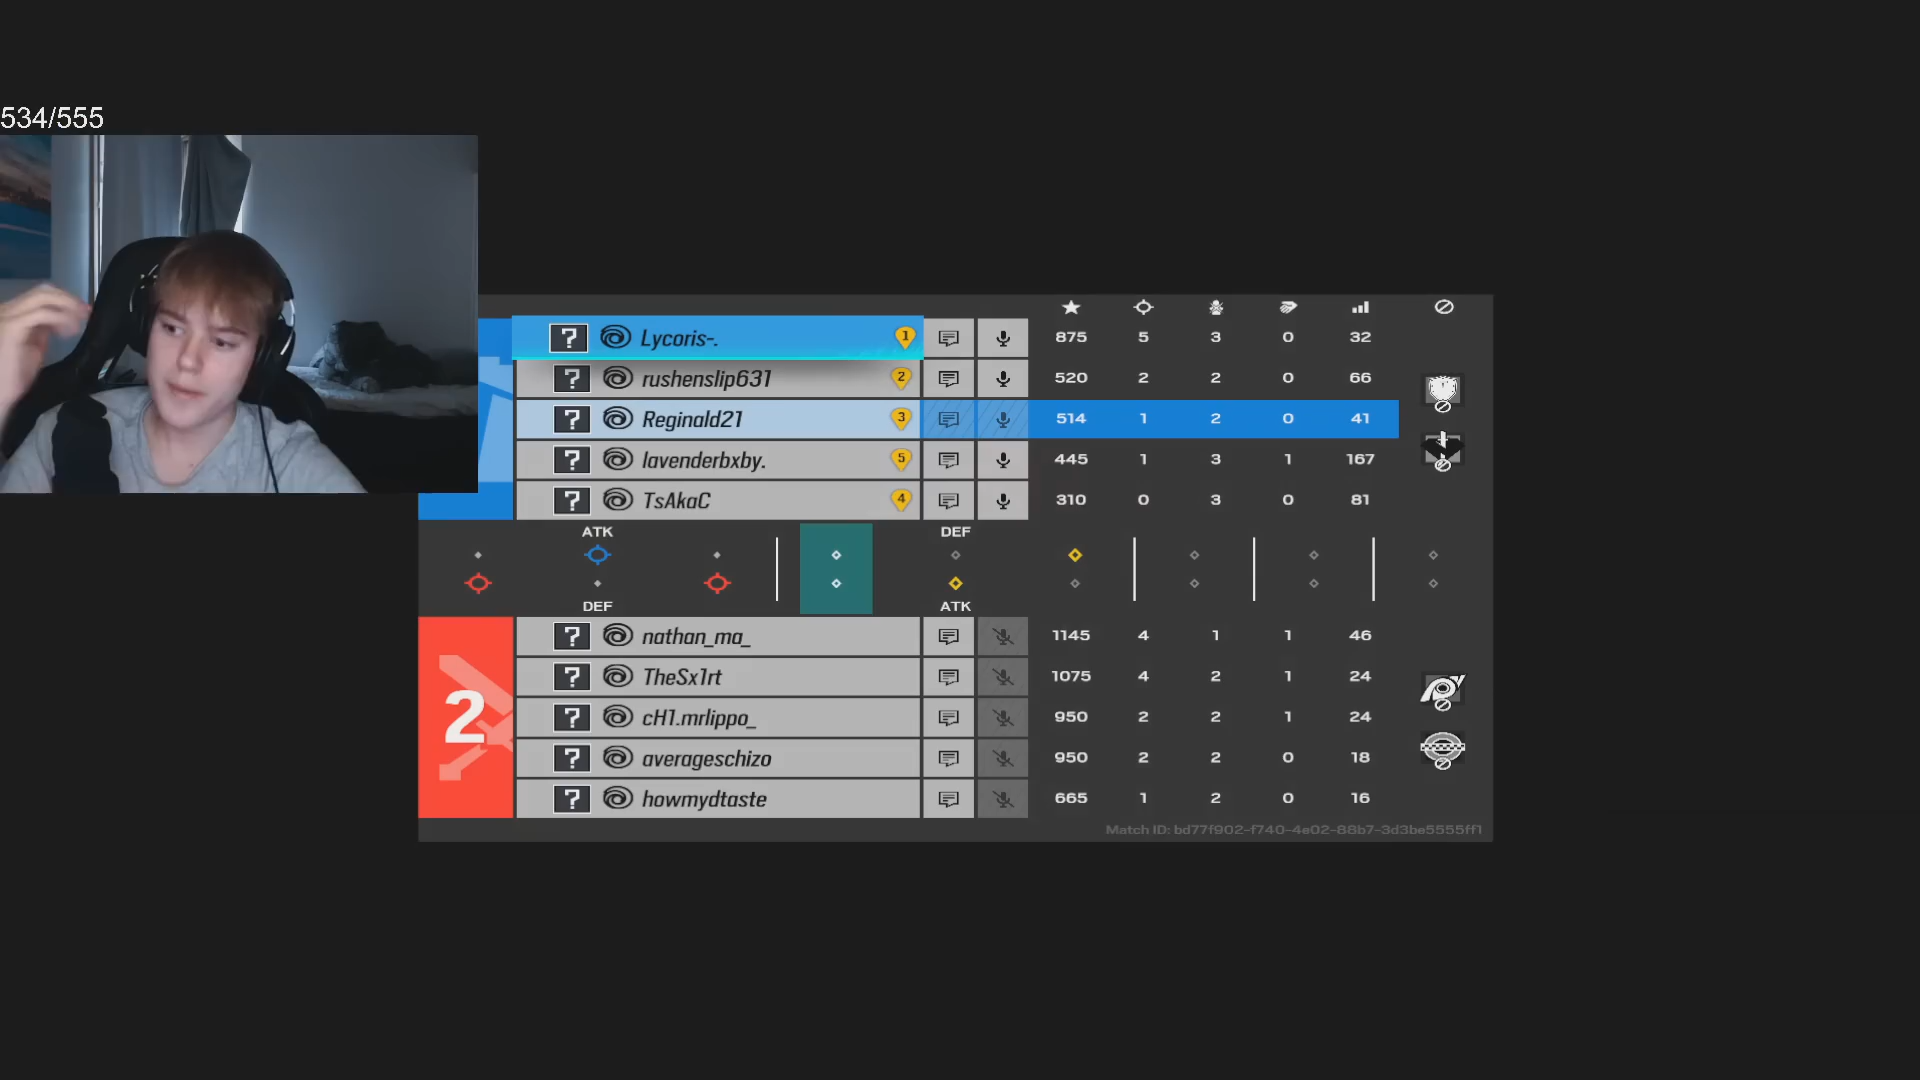 534/555
? Lycoris-. 1 875 5 3 0 32
? rushenslip631 2 520 2 2 0 66
? Reginald21 3 514 1 2 0 41
? lavenderbxby. 5 445 1 3 1 167
? TsAkaC 4 310 0 3 0 81
ATK DEF
DEF ATK
2
? nathan_ma_ 1145 4 1 1 46
? TheSx1rt 1075 4 2 1 24
? cH1.mrlippo_ 950 2 2 1 24
? averageschizo 950 2 2 0 18
? howmydtaste 665 1 2 0 16
Match ID: bd77f902-f740-4e02-88b7-3d3be5555ff1